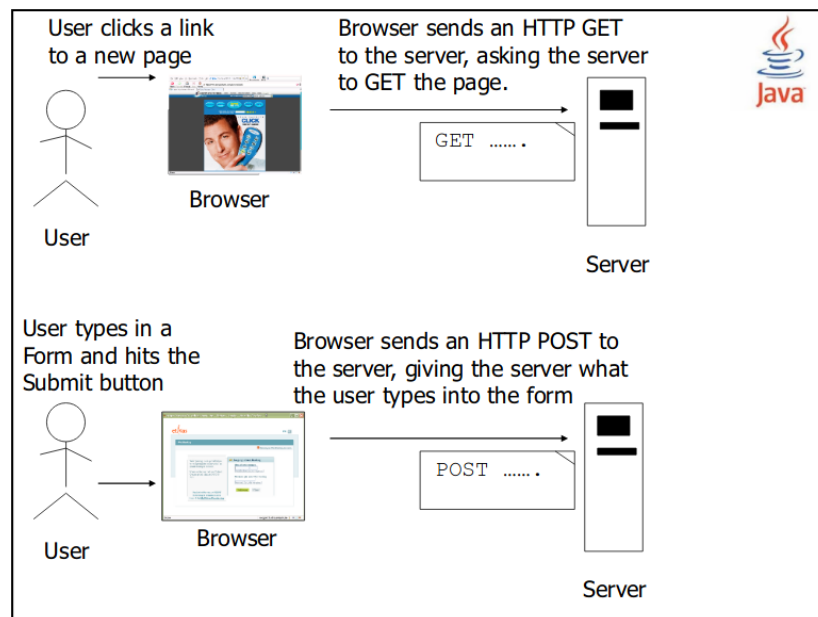 User clicks a link
to a new page
Browser sends an HTTP GET
to the server, asking the server
to GET the page.
Java
CLICK
GET …….
Browser
User
Server
User types in a
Form and hits the
Submit button
Browser sends an HTTP POST to
the server, giving the server what
the user types into the form
POST …….
Browser
User
Server